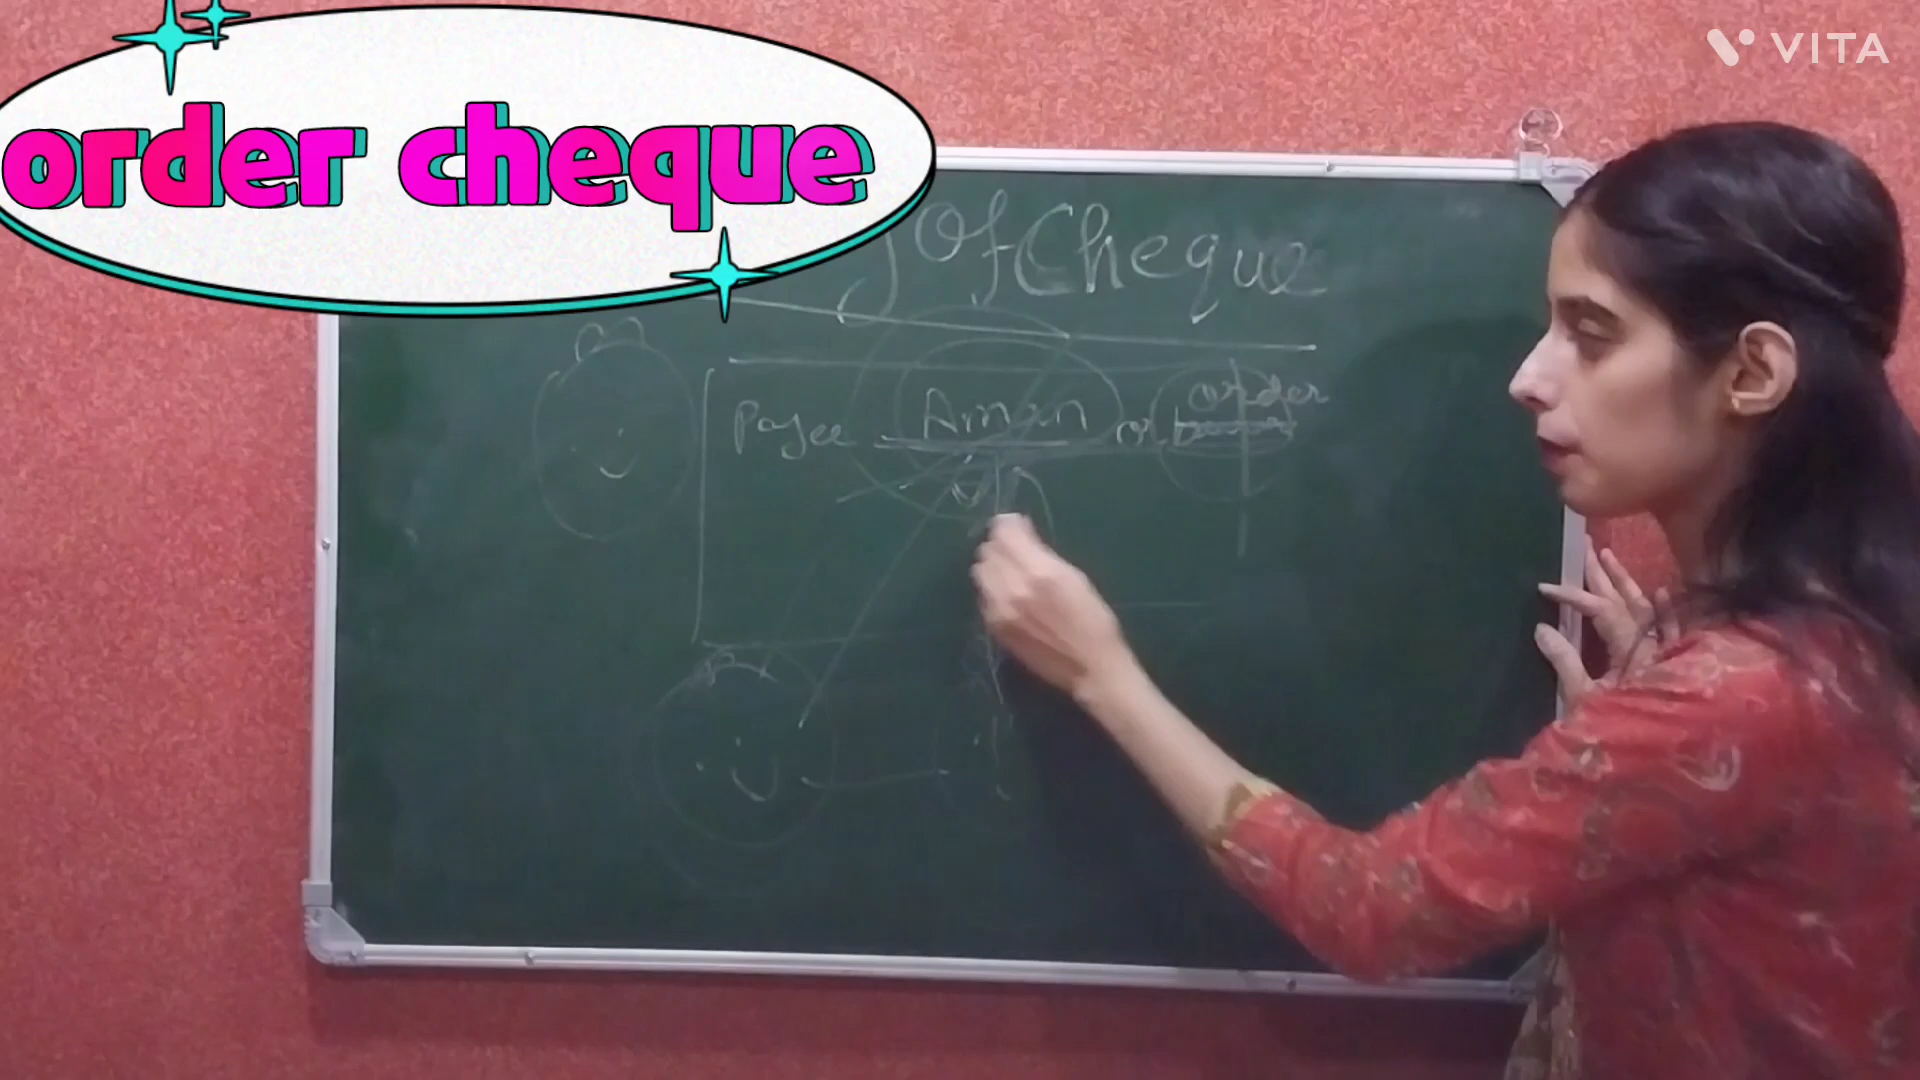 VITA
order cheque
Of Cheque
order
Payee Aman or